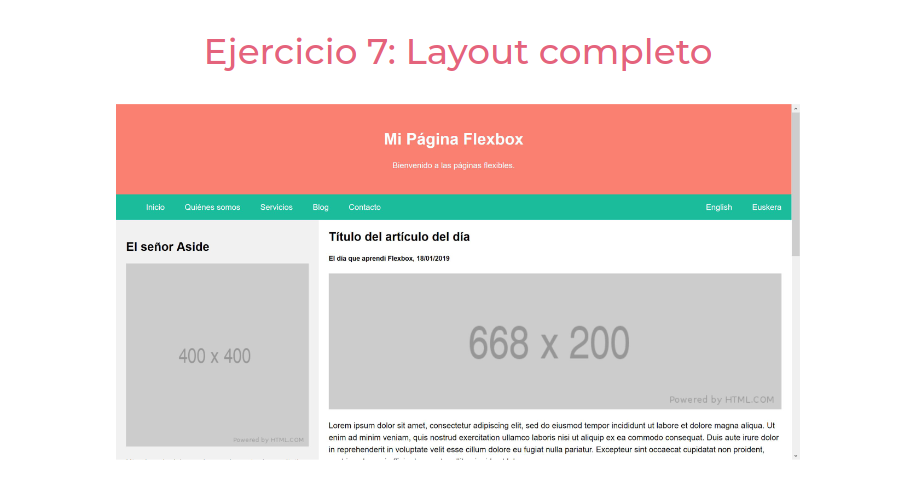 Ejercicio 7: Layout completo
Mi Página Flexbox
Bienvenido a las páginas flexibles.
Inicio Quiénes somos Servicios Blog Contacto English Euskera
El señor Aside
400 x 400
Powered by HTML.COM
Título del artículo del día
El día que aprendí Flexbox, 18/01/2019
668 x 200
Powered by HTML.COM
Lorem ipsum dolor sit amet, consectetur adipiscing elit, sed do eiusmod tempor incididunt ut labore et dolore magna aliqua. Ut
enim ad minim veniam, quis nostrud exercitation ullamco laboris nisi ut aliquip ex ea commodo consequat. Duis aute irure dolor
in reprehenderit in voluptate velit esse cillum dolore eu fugiat nulla pariatur. Excepteur sint occaecat cupidatat non proident,